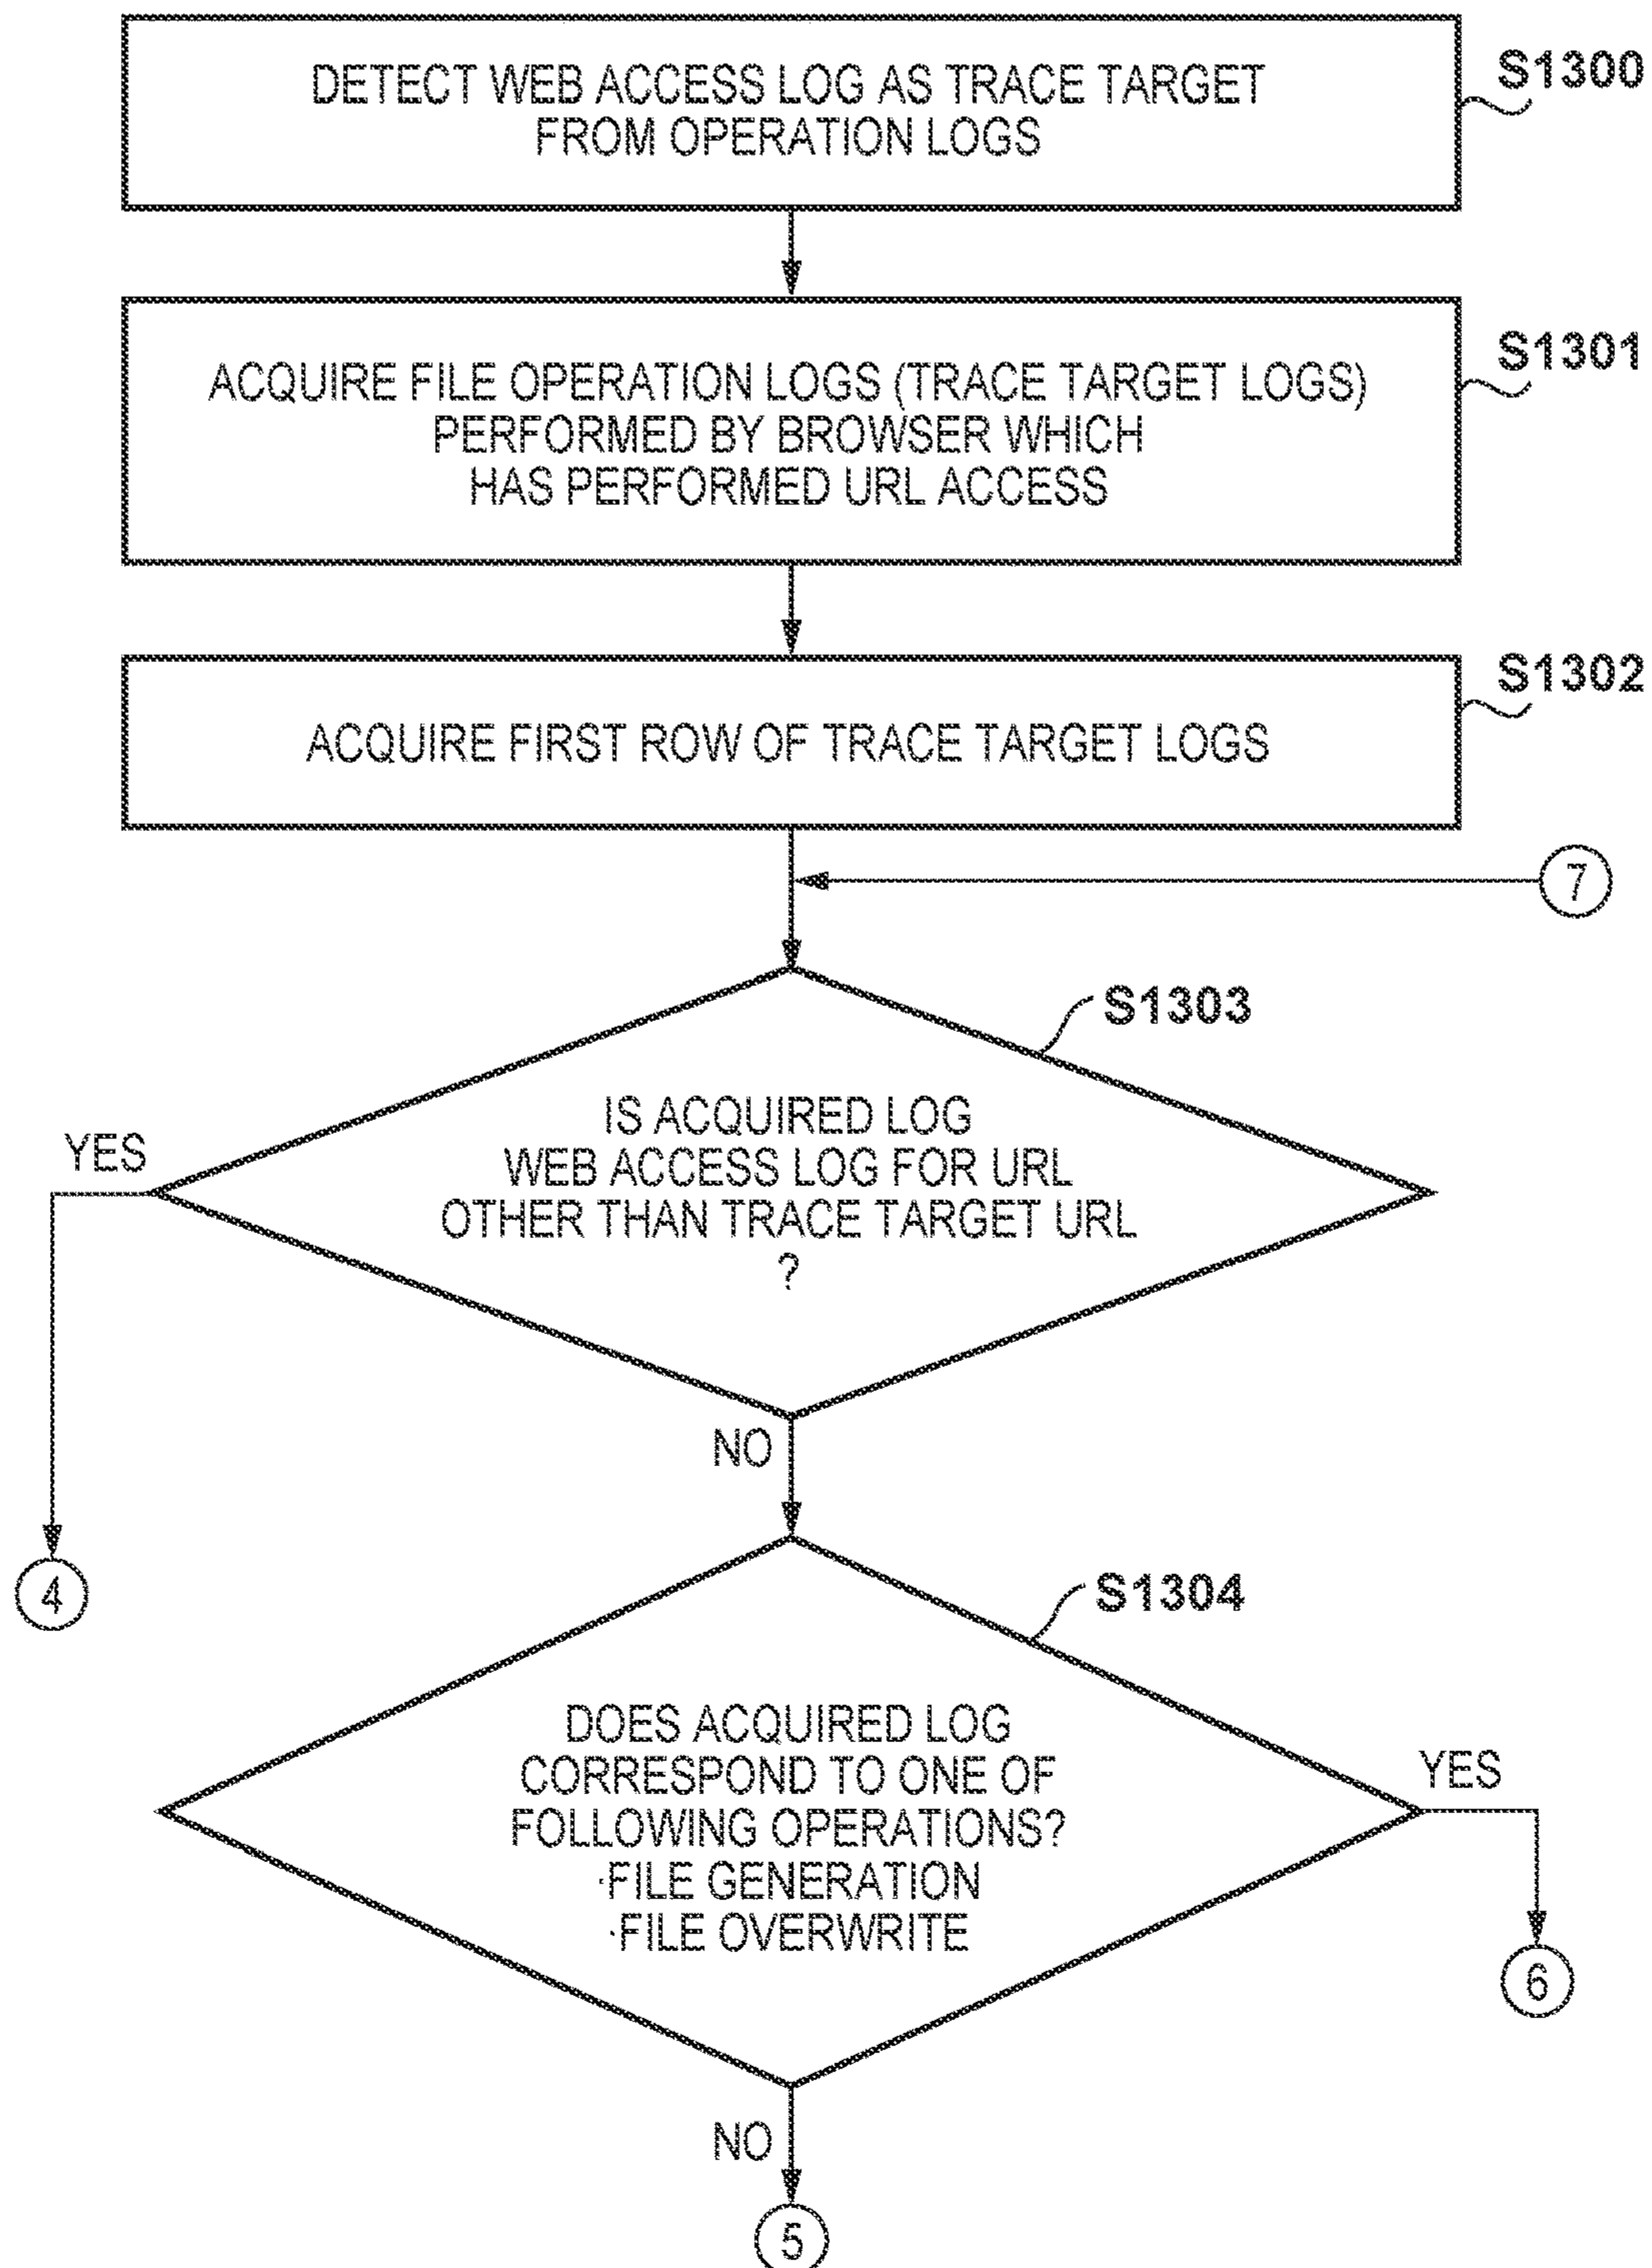 DETECT WEB ACCESS LOG AS TRACE TARGET
FROM OPERATION LOGS
S1300
ACQUIRE FILE OPERATION LOGS (TRACE TARGET LOGS)
PERFORMED BY BROWSER WHICH
HAS PERFORMED URL ACCESS
S1301
ACQUIRE FIRST ROW OF TRACE TARGET LOGS
S1302
7
S1303
IS ACQUIRED LOG
WEB ACCESS LOG FOR URL
OTHER THAN TRACE TARGET URL
?
YES
NO
4
S1304
DOES ACQUIRED LOG
CORRESPOND TO ONE OF
FOLLOWING OPERATIONS?
·FILE GENERATION
·FILE OVERWRITE
YES
6
NO
5